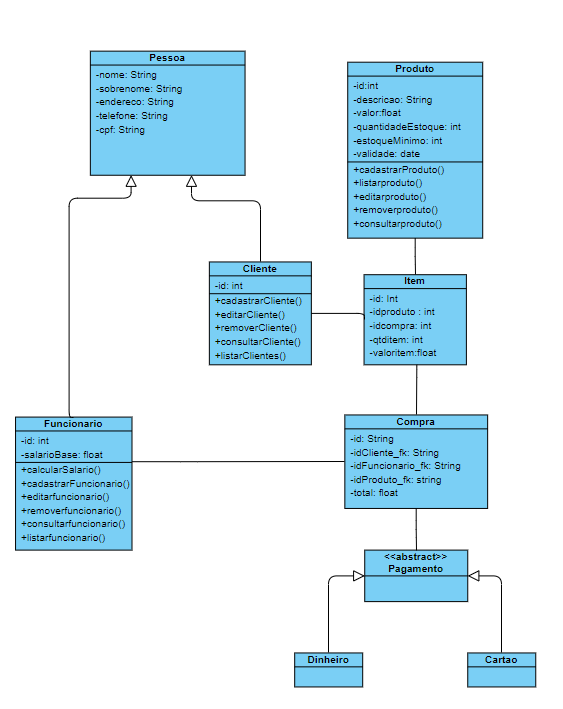 Pessoa
-nome: String
-sobrenome: String
-endereco: String
-telefone: String
-cpf: String
Produto
-id:int
-descricao: String
-valor:float
-quantidadeEstoque: int
-estoqueMinimo: int
-validade: date
+cadastrarProduto()
+listarproduto()
+editarproduto()
+removerproduto()
+consultarproduto()
Cliente
-id: int
+cadastrarCliente()
+editarCliente()
+removerCliente()
+consultarCliente()
+listarClientes()
Item
-id: Int
-idproduto : int
-idcompra: int
-qtditem: int
-valoritem:float
Funcionario
-id: int
-salarioBase: float
+calcularSalario()
+cadastrarFuncionario()
+editarfuncionario()
+removerfuncionario()
+consultarfuncionario()
+listarfuncionario()
Compra
-id: String
-idCliente_fk: String
-idFuncionario_fk: String
-idProduto_fk: string
-total: float
<<abstract>>
Pagamento
Dinheiro
Cartao